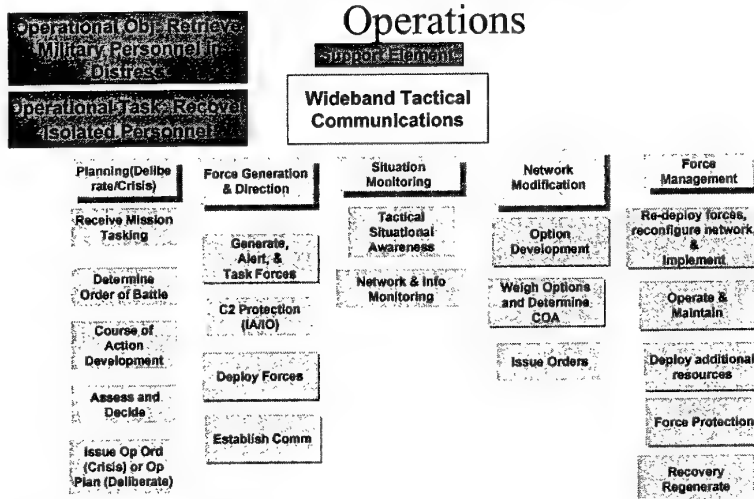 Operations
Operational Obj- Retrieve
Military Personnel in
Distress
Support Element-
Operational Task- Recover
Isolated Personnel
Wideband Tactical
Communications
Planning(Delibe
rate/Crisis)
Receive Mission
Tasking
Determine
Order of Battle
Course of
Action
Development
Assess and
Decide
Issue Op Ord
(Crisis) or Op
Plan (Deliberate)
Force Generation
& Direction
Generate,
Alert, &
Task Forces
C2 Protection
(IA/IO)
Deploy Forces
Establish Comm
Situation
Monitoring
Tactical
Situational
Awareness
Network & Info
Monitoring
Network
Modification
Option
Development
Weigh Options
and Determine
COA
Issue Orders
Force
Management
Re-deploy forces,
reconfigure network,
&
Implement
Operate &
Maintain
Deploy additional
resources
Force Protection
Recovery
Regenerate